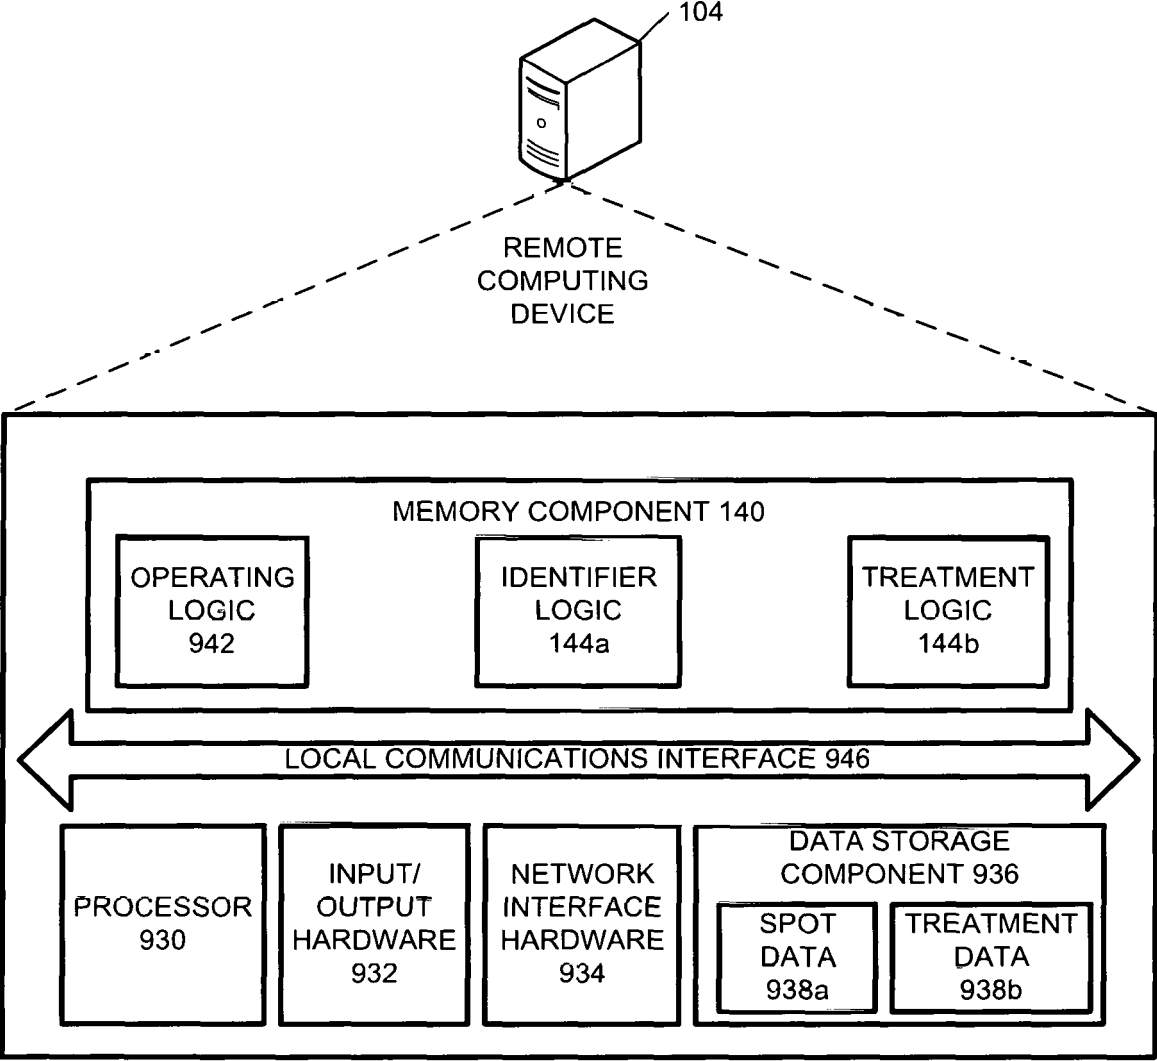 104
REMOTE
COMPUTING
DEVICE
MEMORY COMPONENT 140
OPERATING
LOGIC
942
IDENTIFIER
LOGIC
144a
TREATMENT
LOGIC
144b
LOCAL COMMUNICATIONS INTERFACE 946
PROCESSOR
930
INPUT/
OUTPUT
HARDWARE
932
NETWORK
INTERFACE
HARDWARE
934
DATA STORAGE
COMPONENT 936
SPOT
DATA
938a
TREATMENT
DATA
938b